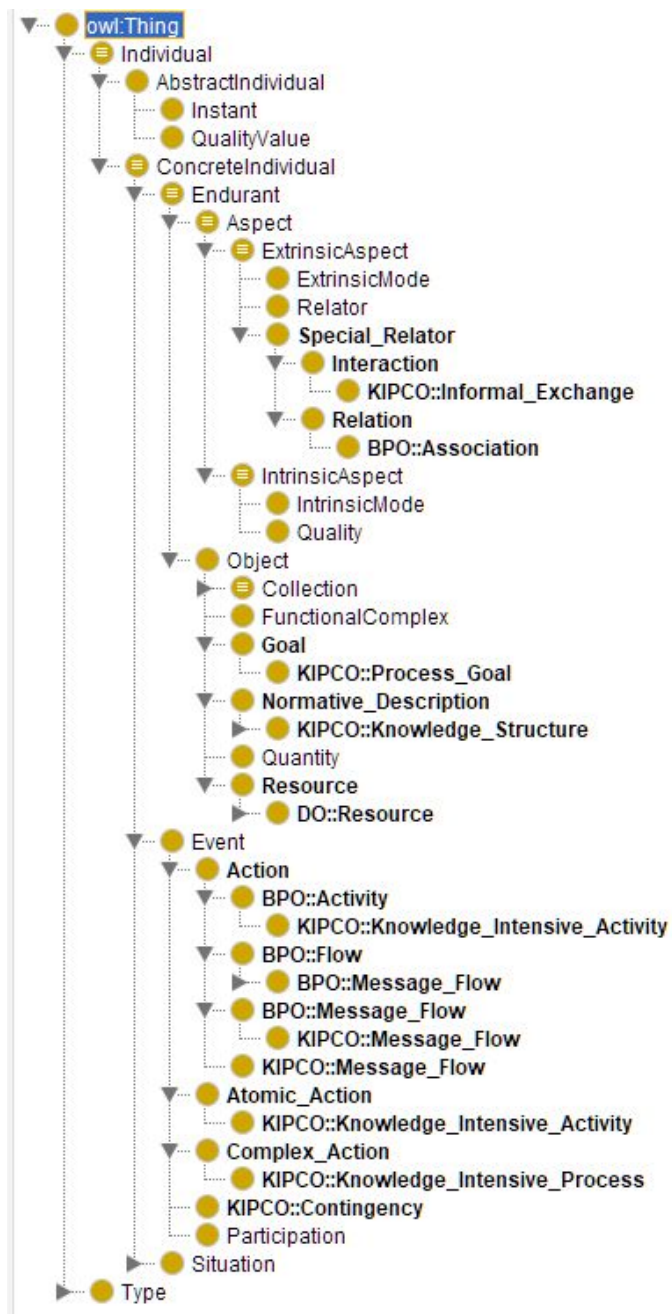 owl:Thing
Individual
AbstractIndividual
Instant
QualityValue
ConcreteIndividual
Endurant
Aspect
ExtrinsicAspect
ExtrinsicMode
Relator
Special_Relator
Interaction
KIPCO::Informal_Exchange
Relation
BPO::Association
IntrinsicAspect
IntrinsicMode
Quality
Object
Collection
FunctionalComplex
Goal
KIPCO::Process_Goal
Normative_Description
KIPCO::Knowledge_Structure
Quantity
Resource
DO::Resource
Event
Action
BPO::Activity
KIPCO::Knowledge_Intensive_Activity
BPO::Flow
BPO::Message_Flow
BPO::Message_Flow
KIPCO::Message_Flow
KIPCO::Message_Flow
Atomic_Action
KIPCO::Knowledge_Intensive_Activity
Complex_Action
KIPCO::Knowledge_Intensive_Process
KIPCO::Contingency
Participation
Situation
Type